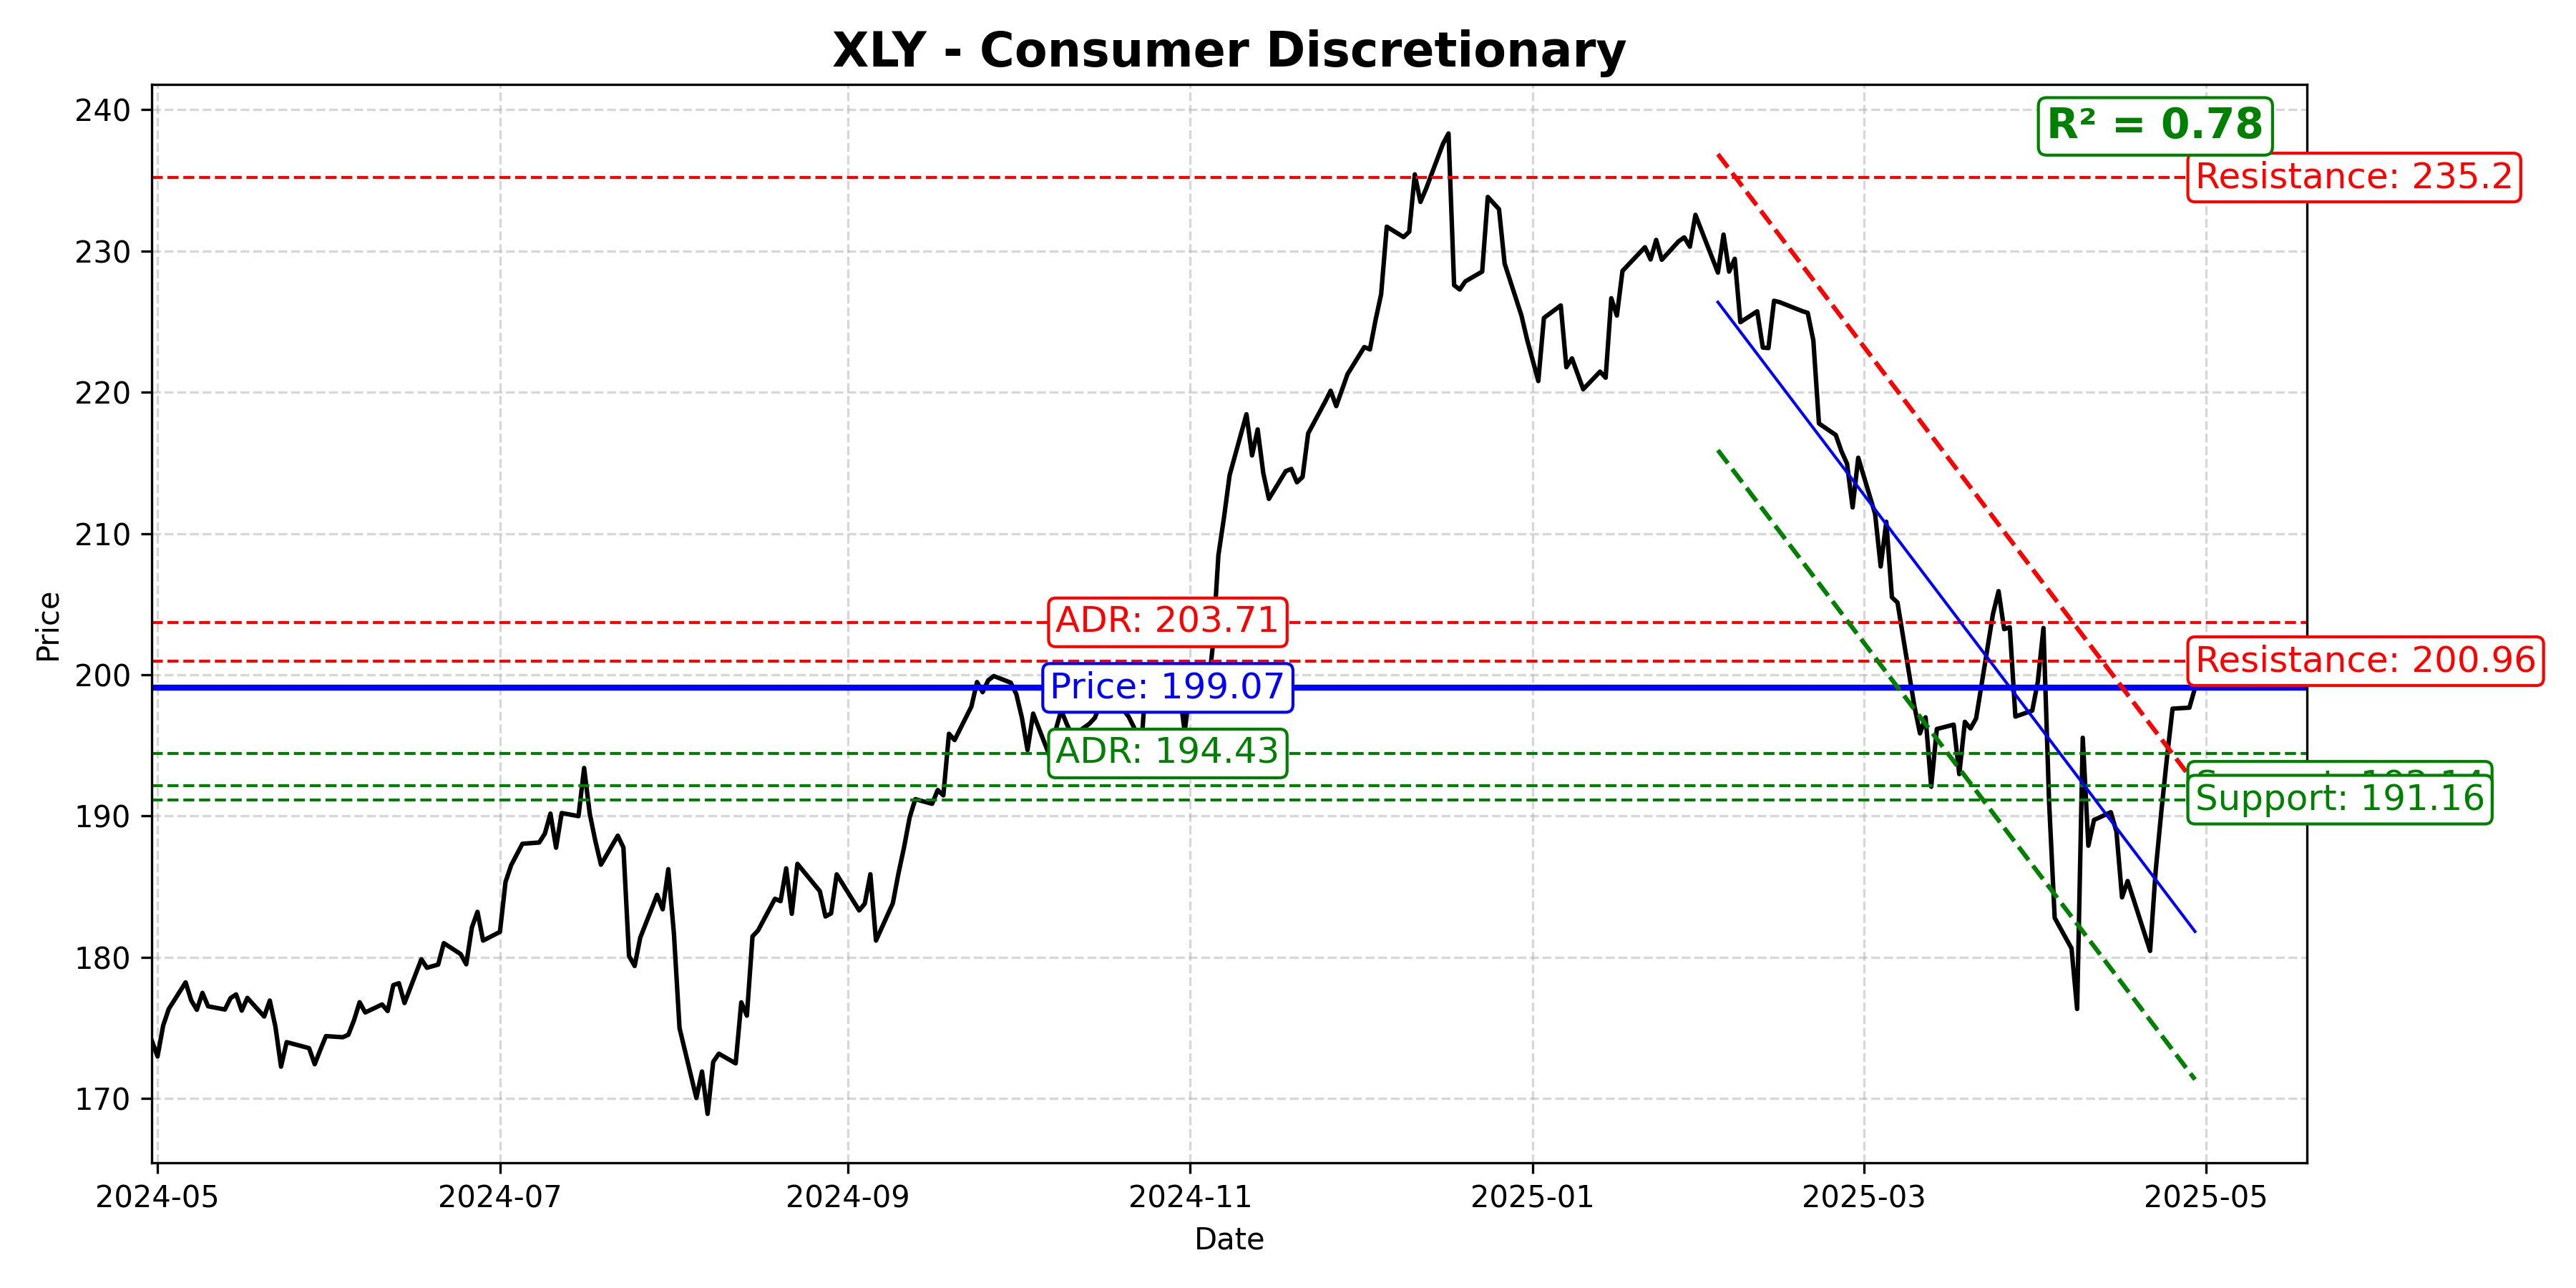 XLY - Consumer Discretionary
240
R² = 0.78
Resistance: 235.2
230
220
210
ADR: 203.71
Resistance: 200.96
200
Price: 199.07
ADR: 194.43
Support: 191.16
190
180
170
Price
2024-05
2024-07
2024-09
2024-11
2025-01
2025-03
2025-05
Date